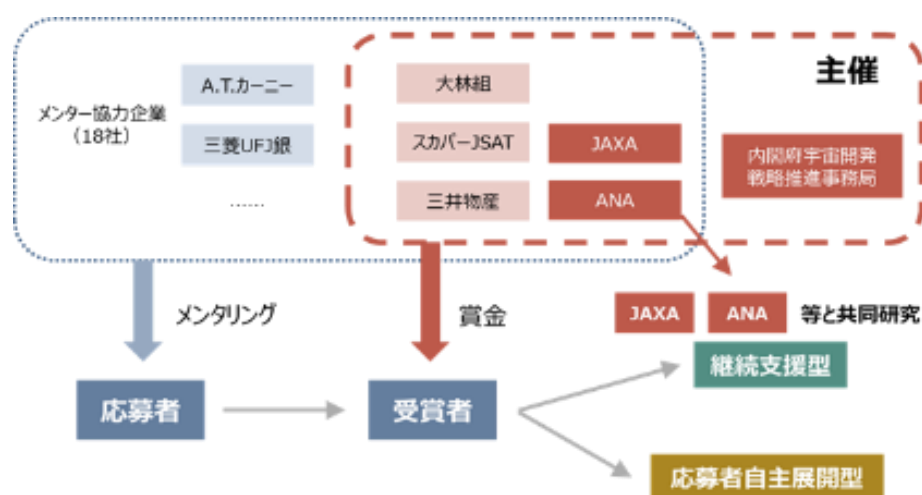 主催
メンター協力企業
（18社）
A.T.カーニー
三菱UFJ銀
……
大林組
スカパーJSAT
三井物産
JAXA
ANA
内閣府宇宙開発
戦略推進事務局
メンタリング
賞金
JAXA
ANA
等と共同研究
継続支援型
応募者
受賞者
応募者自主展開型